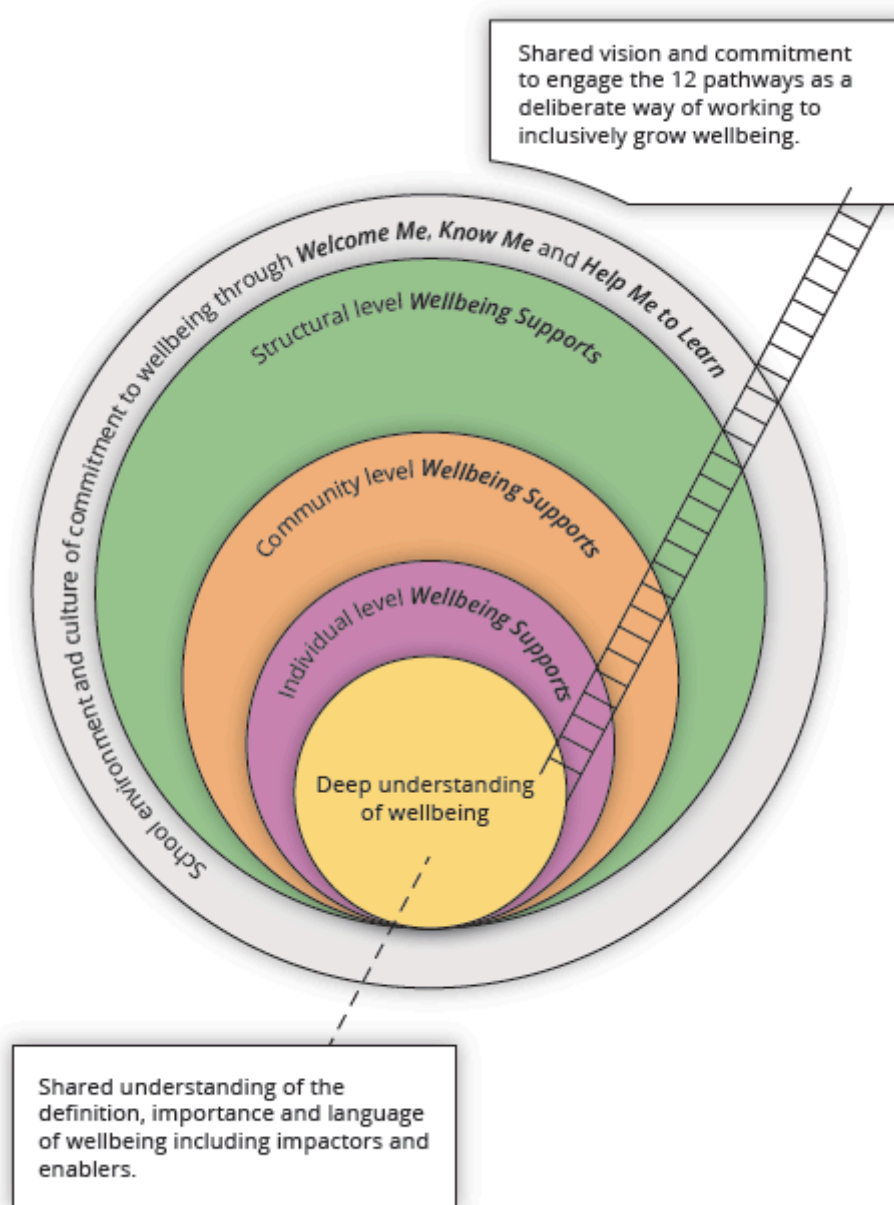 Shared vision and commitment
to engage the 12 pathways as a
deliberate way of working to
inclusively grow wellbeing.
School environment and culture of commitment to wellbeing through Welcome Me, Know Me and Help Me to Learn
Structural level Wellbeing Supports
Community level Wellbeing Supports
Individual level Wellbeing Supports
Deep understanding
of wellbeing
Shared understanding of the
definition, importance and language
of wellbeing including impactors and
enablers.